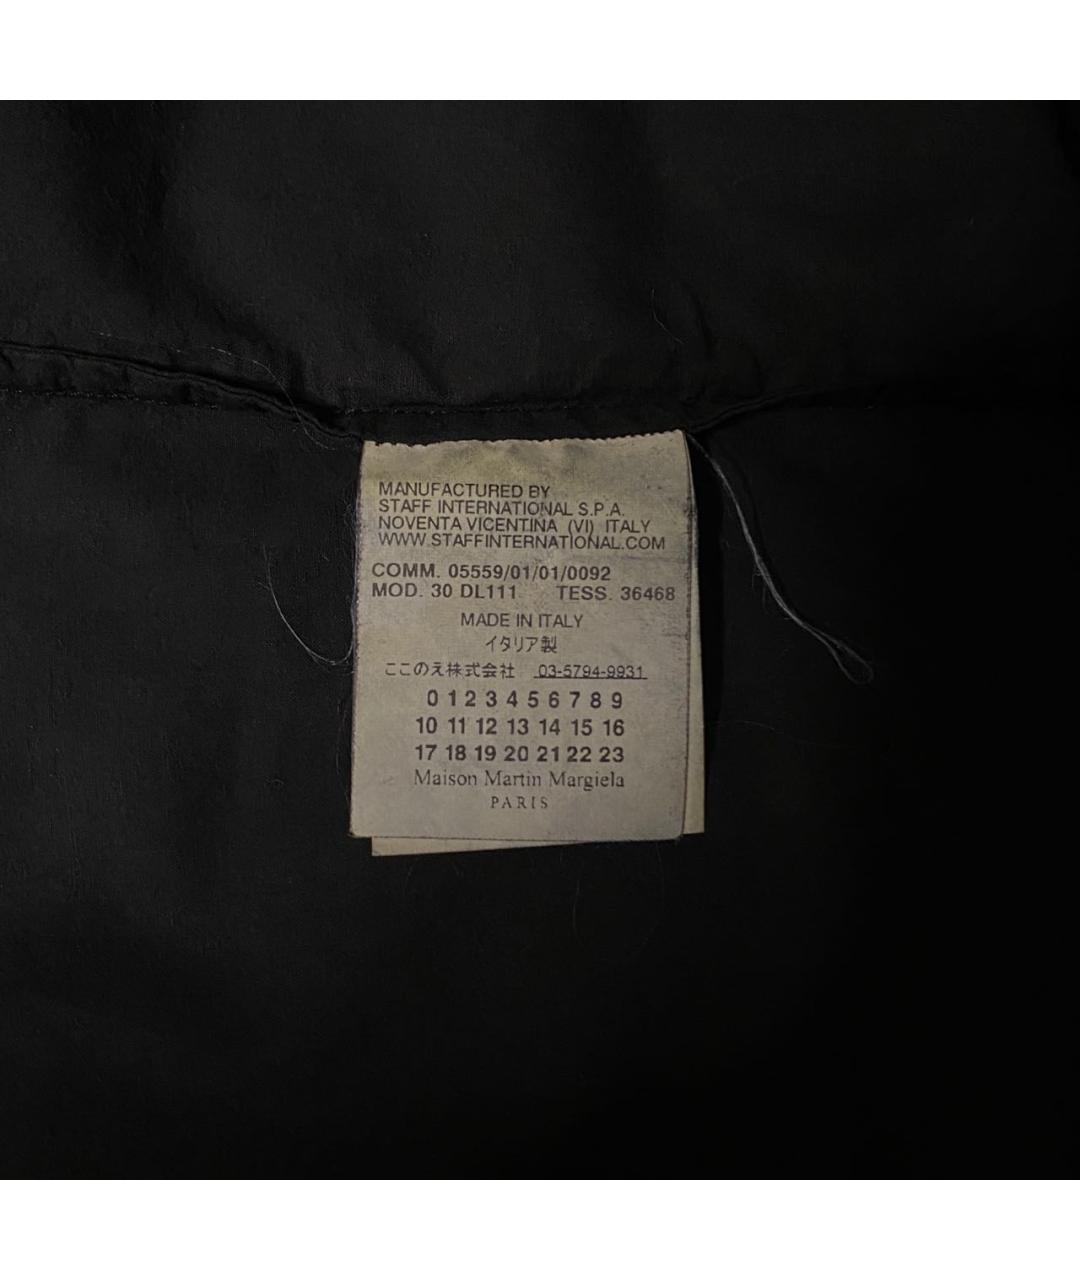 MANUFACTURED BY
STAFF INTERNATIONAL S.P.A.
NOVENTA VICENTINA (VI) ITALY
WWW.STAFFINTERNATIONAL.COM
COMM. 05559/01/01/0092
MOD. 30 DL111 TESS. 36468
MADE IN ITALY
イタリア製
ここのえ株式会社 03-5794-9931
0 1 2 3 4 5 6 7 8 9
10 11 12 13 14 15 16
17 18 19 20 21 22 23
Maison Martin Margiela
PARIS